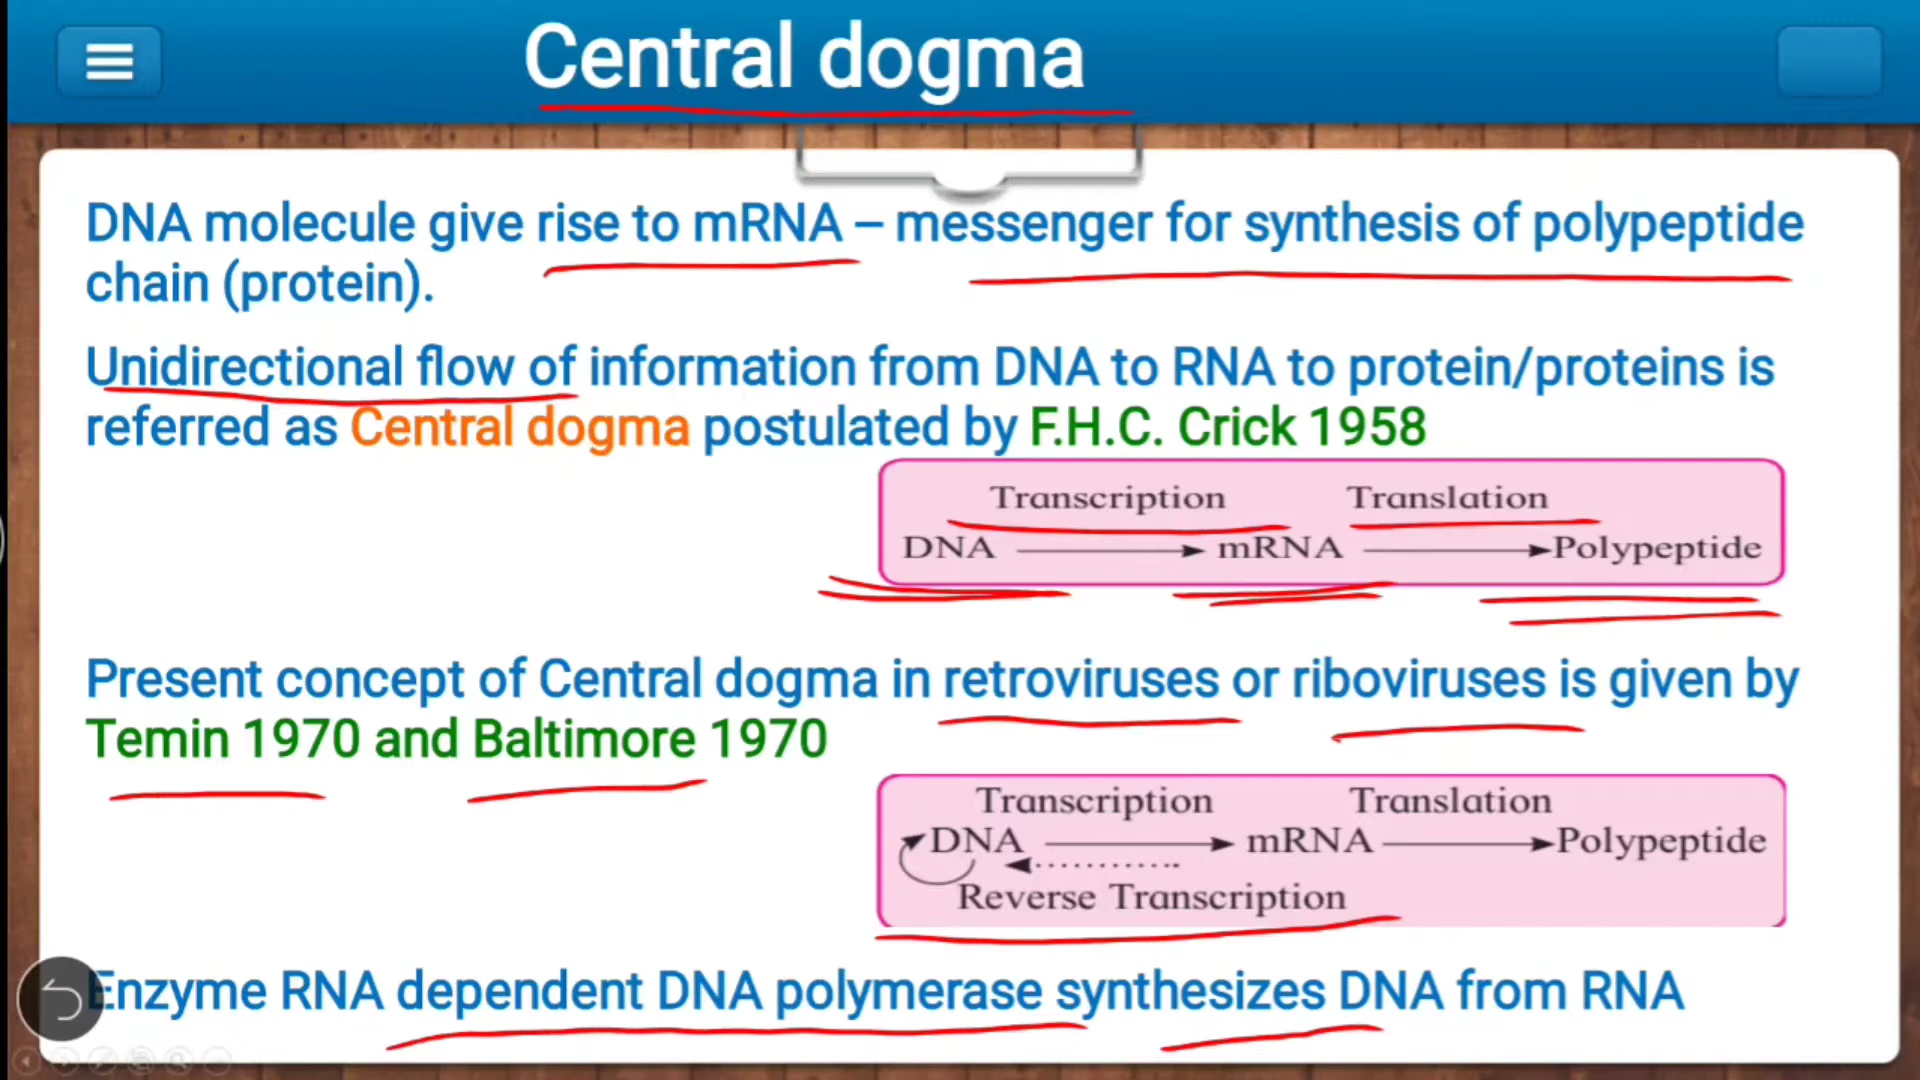 Central dogma
DNA molecule give rise to mRNA – messenger for synthesis of polypeptide
chain (protein).
Unidirectional flow of information from DNA to RNA to protein/proteins is
referred as Central dogma postulated by F.H.C. Crick 1958
Transcription Translation
DNA mRNA Polypeptide
Present concept of Central dogma in retroviruses or riboviruses is given by
Temin 1970 and Baltimore 1970
Transcription Translation
DNA mRNA Polypeptide
Reverse Transcription
Enzyme RNA dependent DNA polymerase synthesizes DNA from RNA